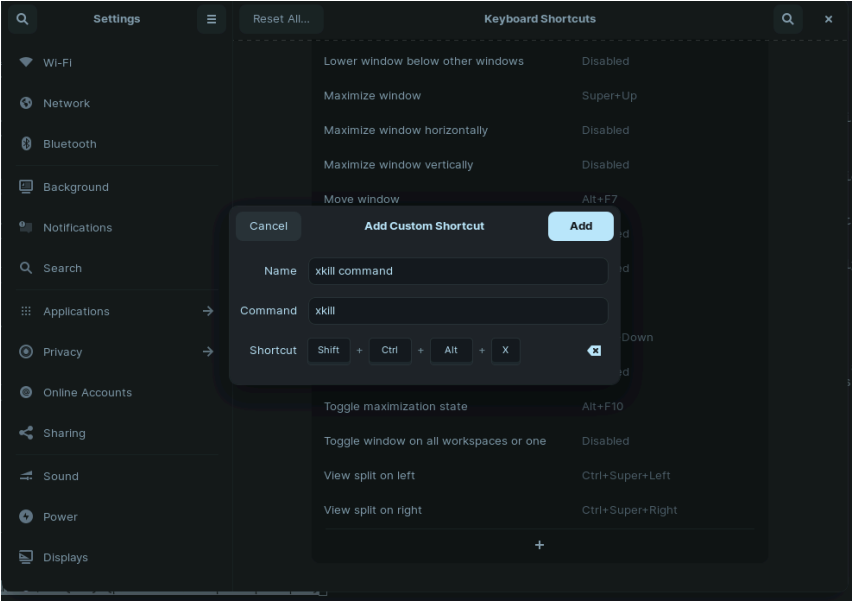 Settings
Reset All...
Keyboard Shortcuts
Wi-Fi
Network
Bluetooth
Background
Notifications
Search
Applications
Privacy
Online Accounts
Sharing
Sound
Power
Displays
Lower window below other windows Disabled
Maximize window Super+Up
Maximize window horizontally Disabled
Maximize window vertically Disabled
Move window Alt+F7
Cancel
Add Custom Shortcut
Add
Name xkill command
Command xkill
Shortcut Shift + Ctrl + Alt + X
Down
Toggle maximization state Alt+F10
Toggle window on all workspaces or one Disabled
View split on left Ctrl+Super+Left
View split on right Ctrl+Super+Right
+